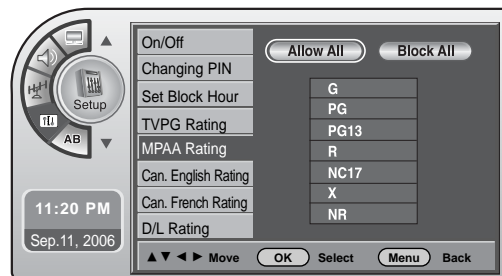 Setup
AB
11:20 PM
Sep.11, 2006
On/Off
Changing PIN
Set Block Hour
TVPG Rating
MPAA Rating
Can. English Rating
Can. French Rating
D/L Rating
Allow All
Block All
G
PG
PG13
R
NC17
X
NR
▲▼◄► Move OK Select Menu Back